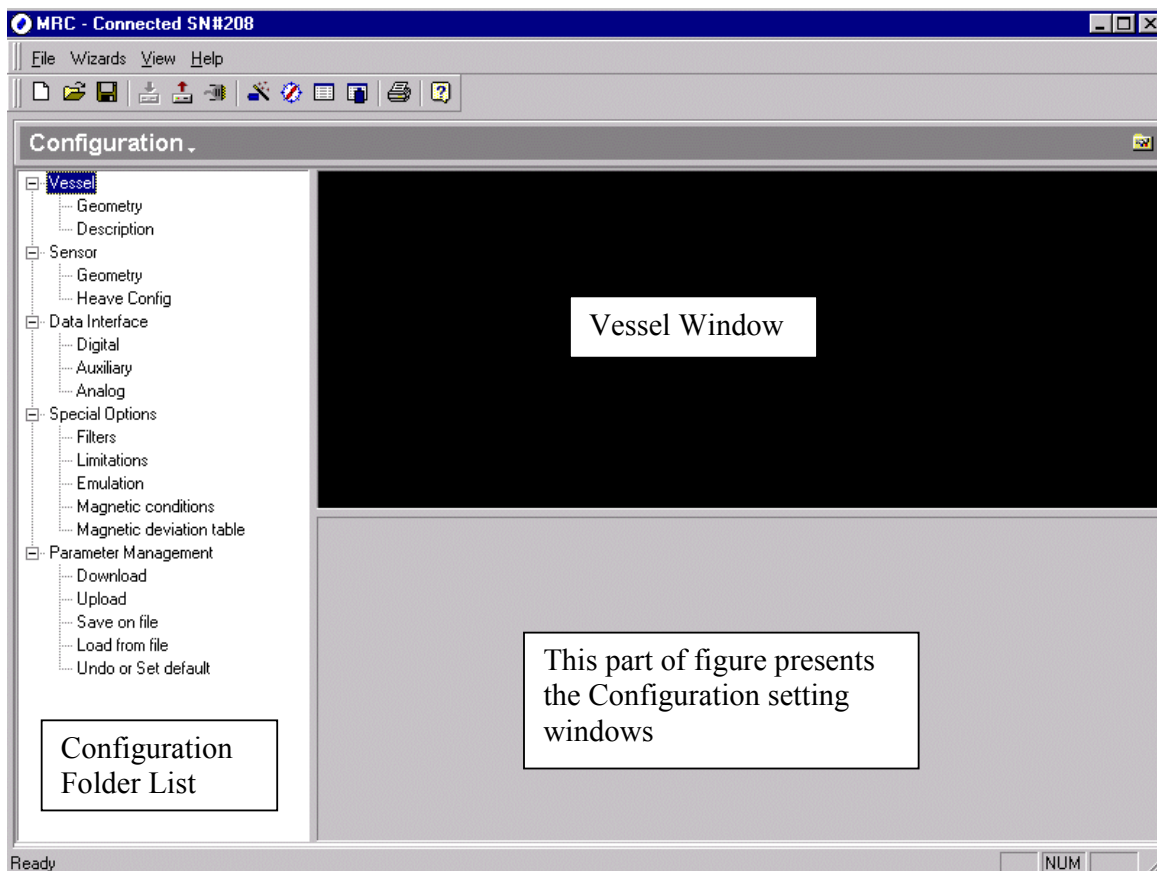 MRC - Connected SN#208
File Wizards View Help
Configuration
Vessel
Geometry
Description
Sensor
Geometry
Heave Config
Data Interface
Digital
Auxiliary
Analog
Special Options
Filters
Limitations
Emulation
Magnetic conditions
Magnetic deviation table
Parameter Management
Download
Upload
Save on file
Load from file
Undo or Set default
Configuration
Folder List
Vessel Window
This part of figure presents
the Configuration setting
windows
Ready
NUM